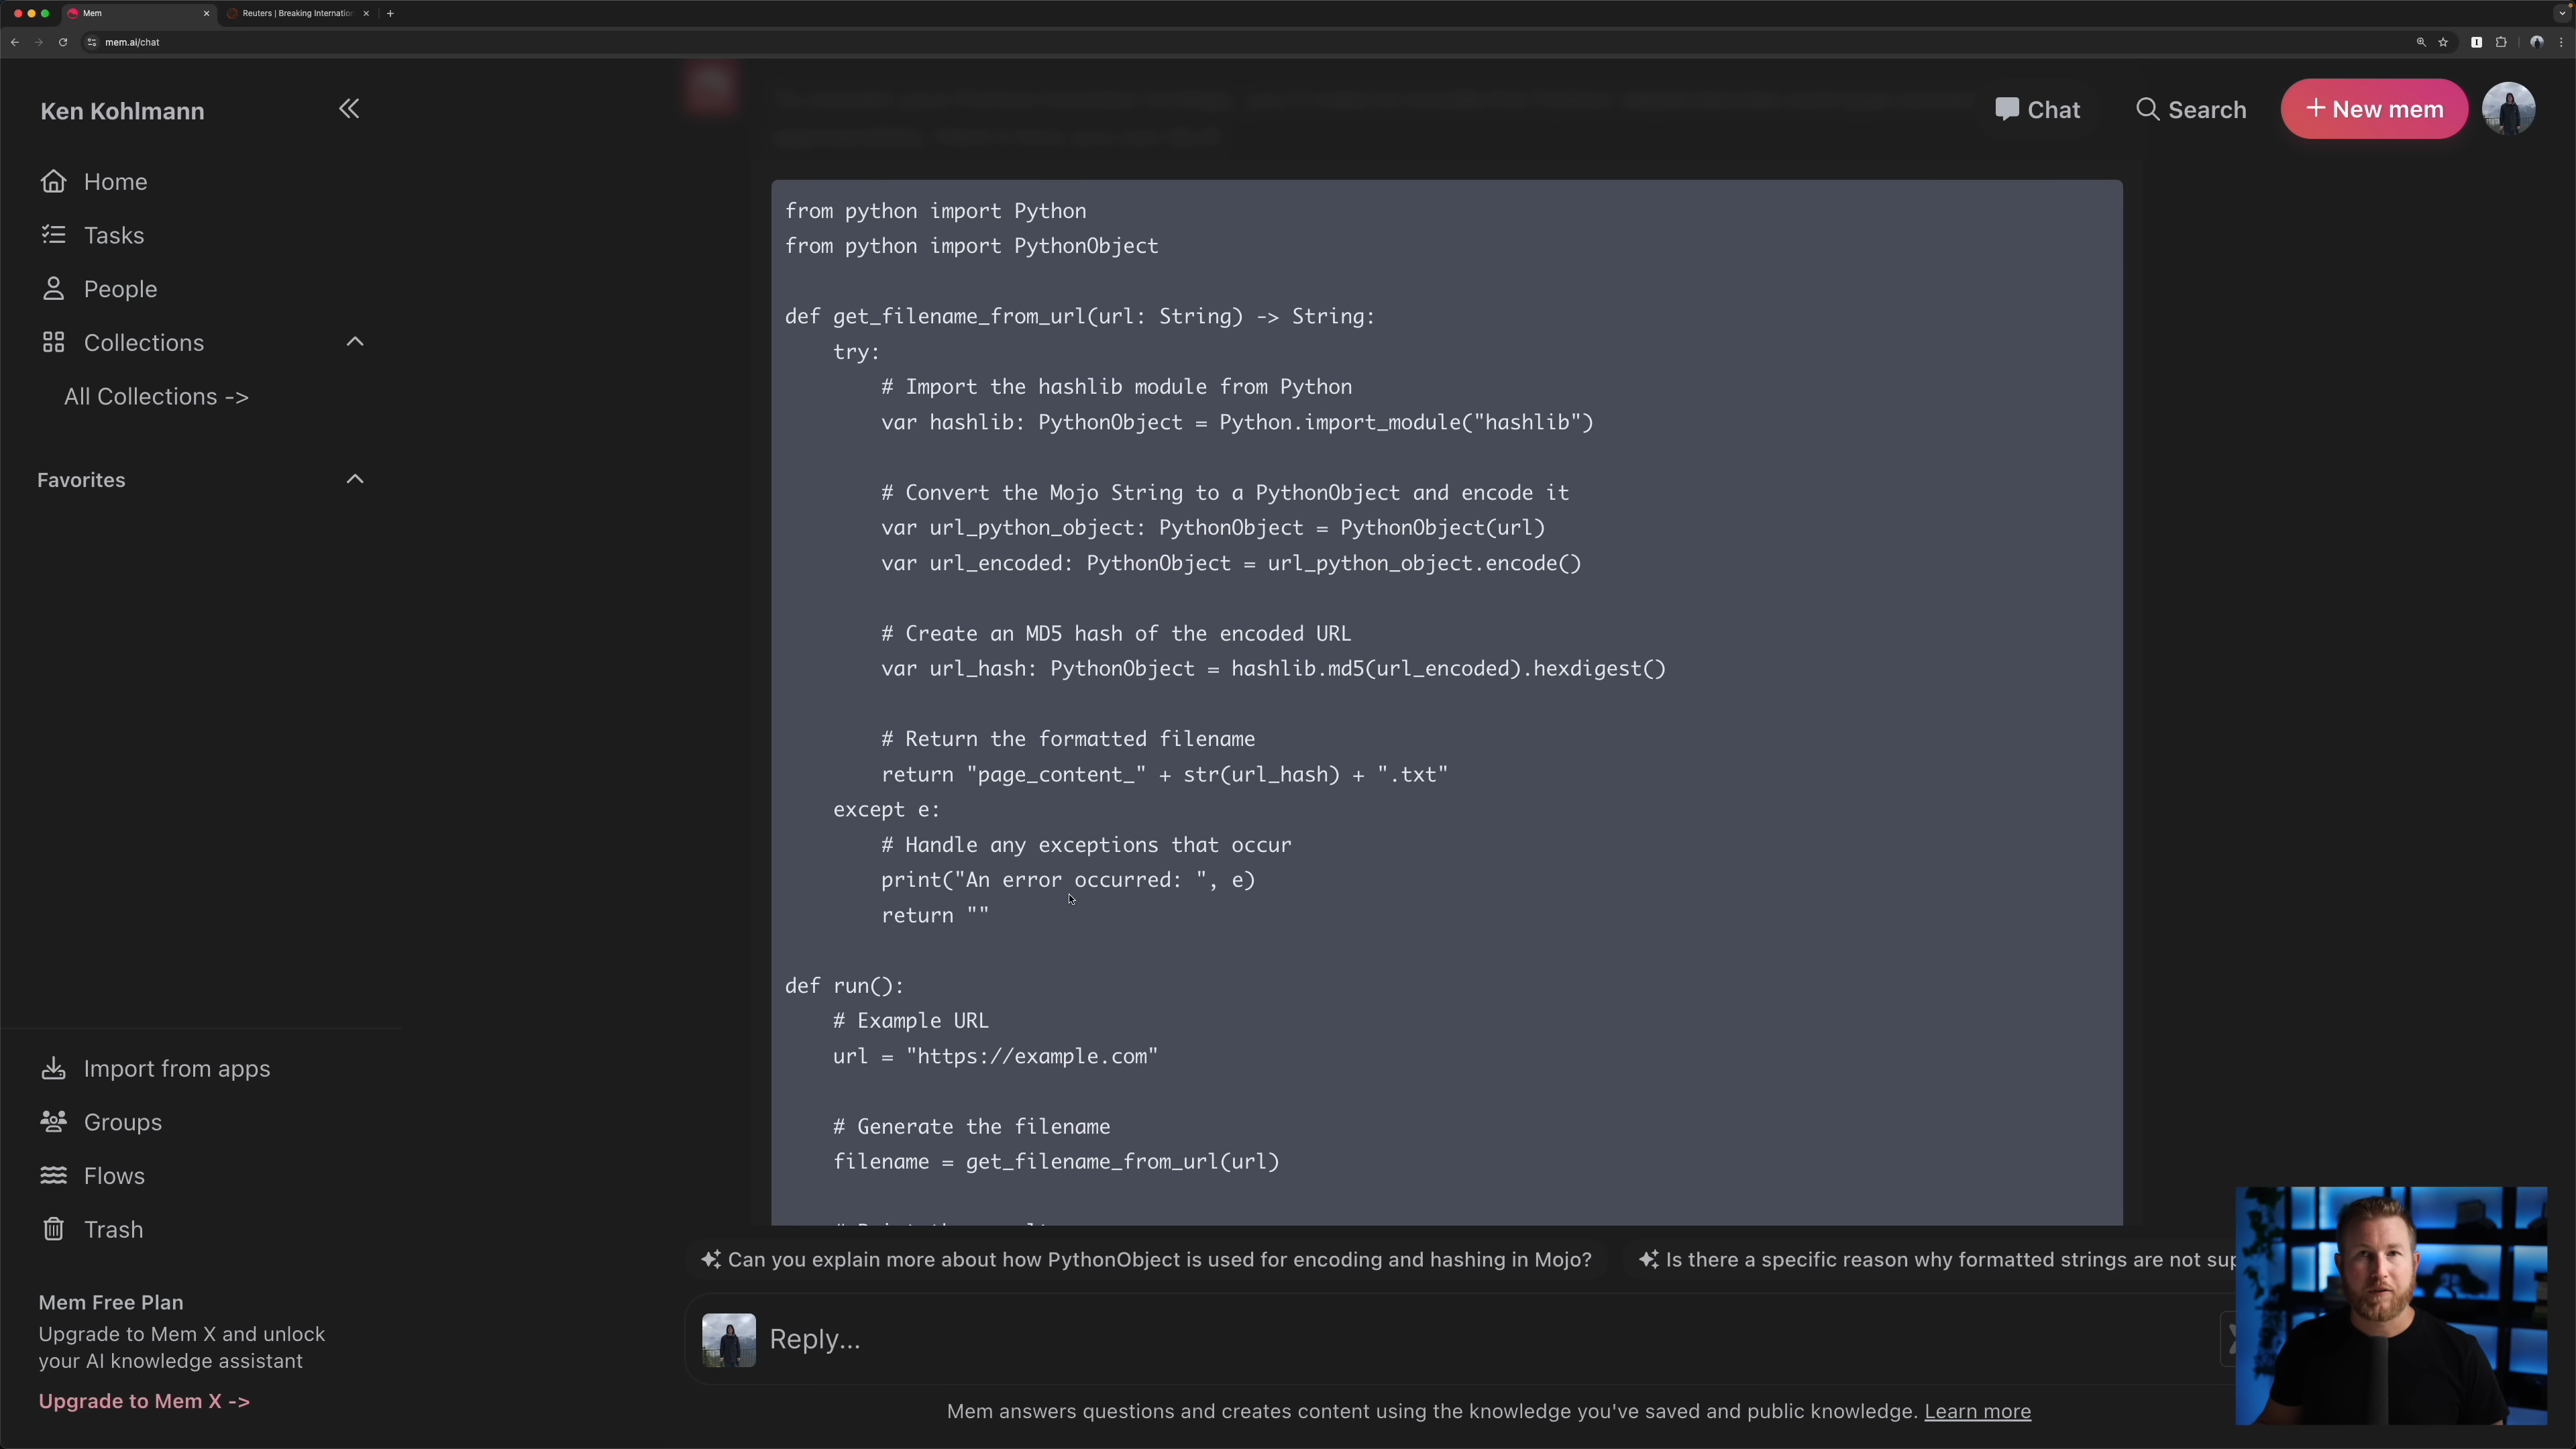 Mem
Reuters | Breaking Internation
mem.ai/chat
Ken Kohlmann
Home
Tasks
People
Collections
All Collections ->
Favorites
Import from apps
Groups
Flows
Trash
Mem Free Plan
Upgrade to Mem X and unlock
your AI knowledge assistant
Upgrade to Mem X ->
Chat
Search
+ New mem
from python import Python
from python import PythonObject
def get_filename_from_url(url: String) -> String:
    try:
        # Import the hashlib module from Python
        var hashlib: PythonObject = Python.import_module("hashlib")
        # Convert the Mojo String to a PythonObject and encode it
        var url_python_object: PythonObject = PythonObject(url)
        var url_encoded: PythonObject = url_python_object.encode()
        # Create an MD5 hash of the encoded URL
        var url_hash: PythonObject = hashlib.md5(url_encoded).hexdigest()
        # Return the formatted filename
        return "page_content_" + str(url_hash) + ".txt"
    except e:
        # Handle any exceptions that occur
        print("An error occurred: ", e)
        return ""
def run():
    # Example URL
    url = "https://example.com"
    # Generate the filename
    filename = get_filename_from_url(url)
Can you explain more about how PythonObject is used for encoding and hashing in Mojo?
Is there a specific reason why formatted strings are not sup
Reply...
Mem answers questions and creates content using the knowledge you've saved and public knowledge. Learn more